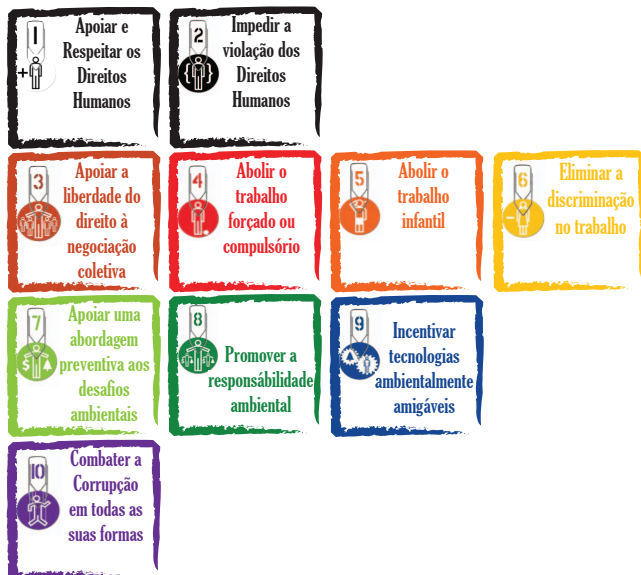 1
Apoiar e
Respeitar os
Direitos
Humanos
2
Impedir a
violação dos
Direitos
Humanos
3
Apoiar a
liberdade do
direito à
negociação
coletiva
4
Abolir o
trabalho
forçado ou
compulsório
5
Abolir o
trabalho
infantil
6
Eliminar a
discriminação
no trabalho
7
Apoiar uma
abordagem
preventiva aos
desafios
ambientais
8
Promover a
responsábilidade
ambiental
9
Incentivar
tecnologias
ambientalmente
amigáveis
10
Combater a
Corrupção
em todas as
suas formas